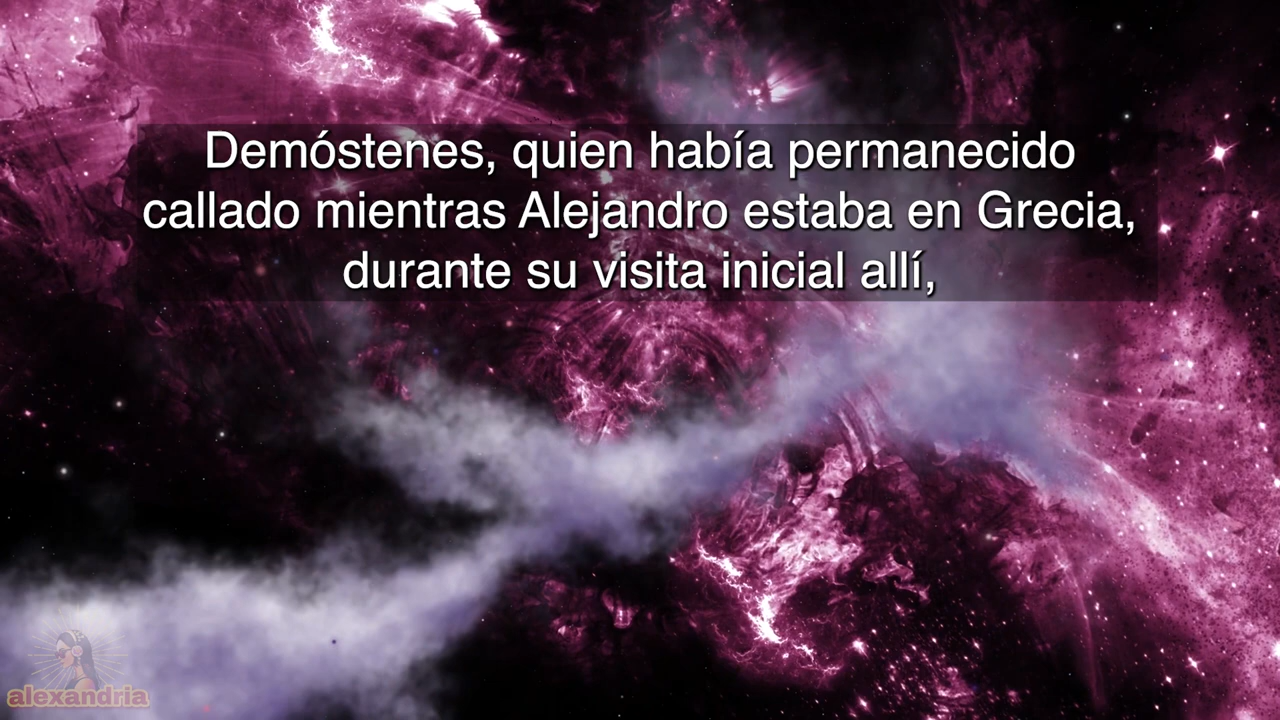 Demóstenes, quien había permanecido
callado mientras Alejandro estaba en Grecia,
durante su visita inicial allí,
alexandria